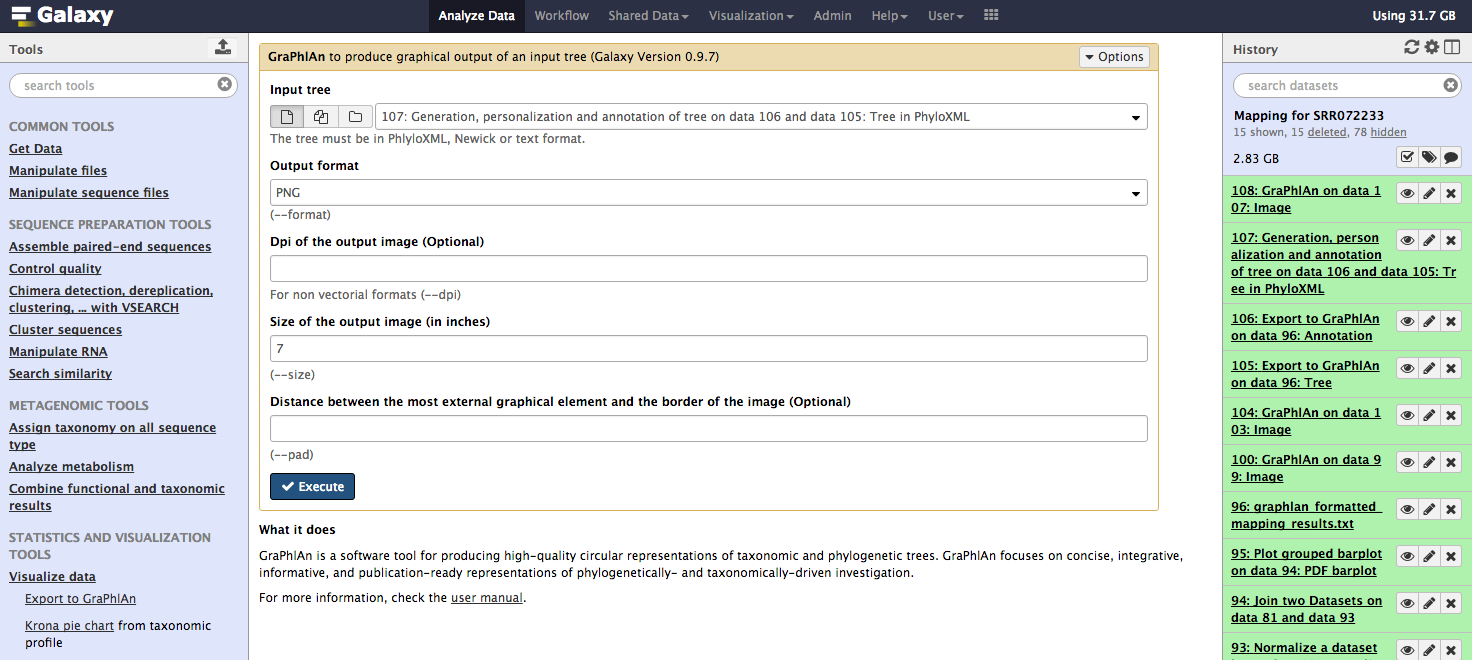 Galaxy
Analyze Data Workflow Shared Data Visualization Admin Help User Using 31.7 GB
Tools
search tools
COMMON TOOLS
Get Data
Manipulate files
Manipulate sequence files
SEQUENCE PREPARATION TOOLS
Assemble paired-end sequences
Control quality
Chimera detection, dereplication,
clustering, ... with VSEARCH
Cluster sequences
Manipulate RNA
Search similarity
METAGENOMIC TOOLS
Assign taxonomy on all sequence
type
Analyze metabolism
Combine functional and taxonomic
results
STATISTICS AND VISUALIZATION
TOOLS
Visualize data
Export to GraPhlAn
Krona pie chart from taxonomic
profile
GraPhlAn to produce graphical output of an input tree (Galaxy Version 0.9.7)
Options
Input tree
107: Generation, personalization and annotation of tree on data 106 and data 105: Tree in PhyloXML
The tree must be in PhlyloXML, Newick or text format.
Output format
PNG
(--format)
Dpi of the output image (Optional)
For non vectorial formats (--dpi)
Size of the output image (in inches)
7
(--size)
Distance between the most external graphical element and the border of the image (Optional)
(--pad)
Execute
What it does
GraPhlAn is a software tool for producing high-quality circular representations of taxonomic and phylogenetic trees. GraPhlAn focuses on concise, integrative,
informative, and publication-ready representations of phylogenetically- and taxonomically-driven investigation.
For more information, check the user manual.
History
search datasets
Mapping for SRR072233
15 shown, 15 deleted, 78 hidden
2.83 GB
108: GraPhlAn on data 1
07: Image
107: Generation, person
alization and annotation
of tree on data 106 and data 105: Tr
ee in PhyloXML
106: Export to GraPhlAn
on data 96: Annotation
105: Export to GraPhlAn
on data 96: Tree
104: GraPhlAn on data 1
03: Image
100: GraPhlAn on data 9
9: Image
96: graphlan_formatted_
mapping_results.txt
95: Plot grouped barplot
on data 94: PDF barplot
94: Join two Datasets on
data 81 and data 93
93: Normalize a dataset